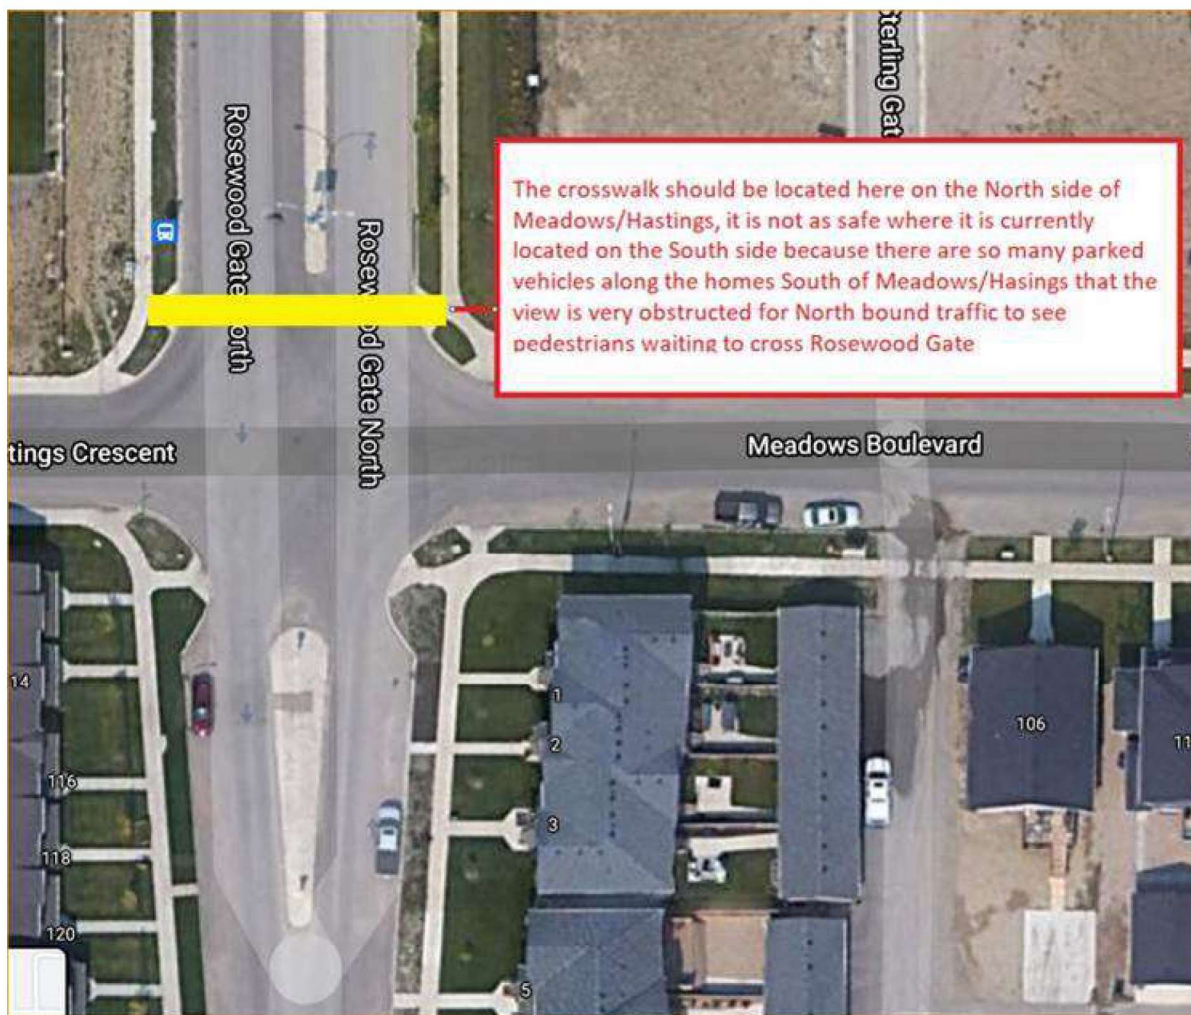 Sterling Gat
Rosewood Gate North
Rosewood Gate North
The crosswalk should be located here on the North side of
Meadows/Hastings, it is not as safe where it is currently
located on the South side because there are so many parked
vehicles along the homes South of Meadows/Hasings that the
view is very obstructed for North bound traffic to see
pedestrians waiting to cross Rosewood Gate
tings Crescent
Meadows Boulevard
14
1
106
11
2
116
3
118
120
5